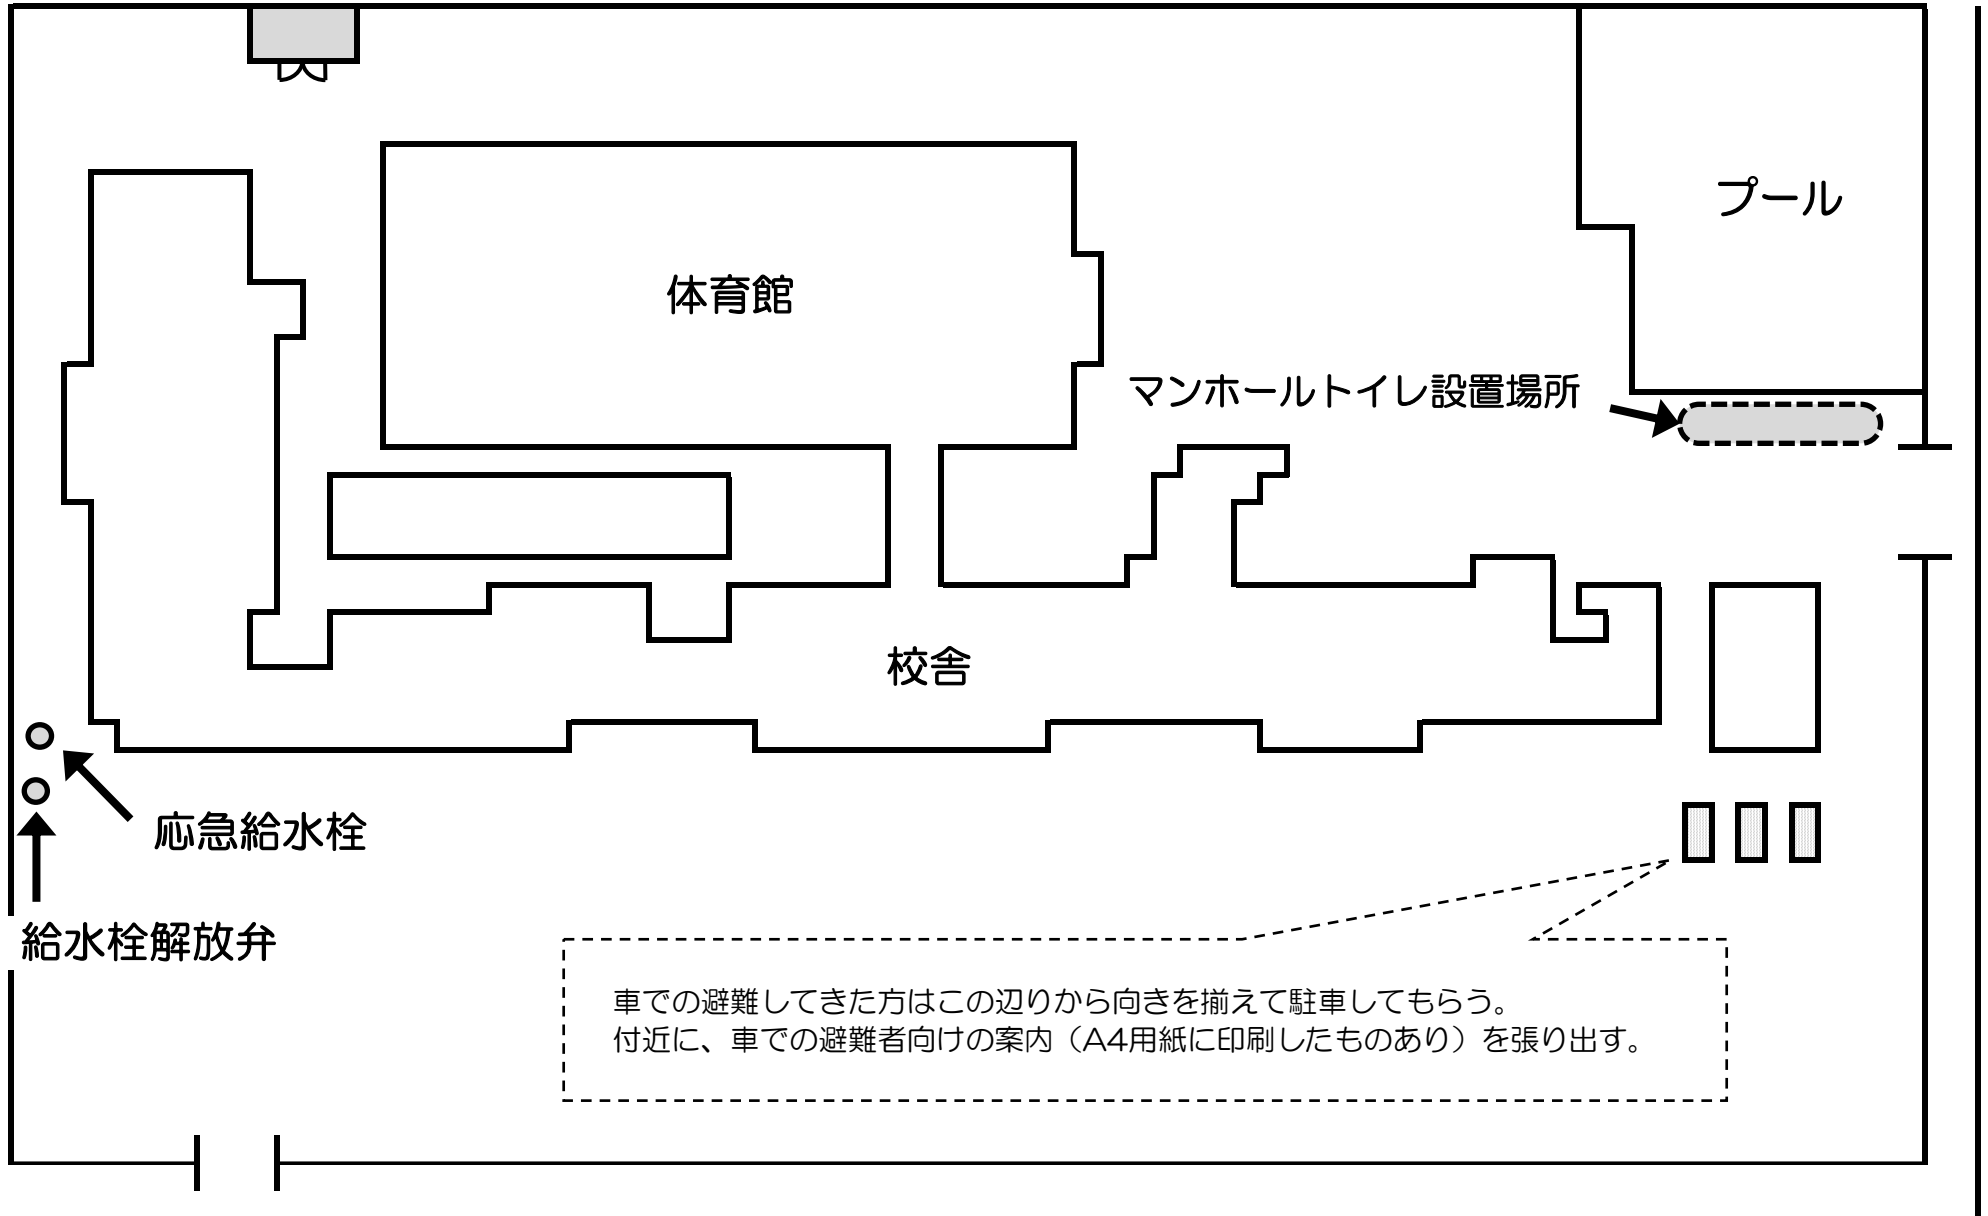 プール
体育館
マンホールトイレ設置場所
校舎
応急給水栓
給水栓解放弁
車での避難してきた方はこの辺りから向きを揃えて駐車してもらう。
付近に、車での避難者向けの案内（A4用紙に印刷したものあり）を張り出す。